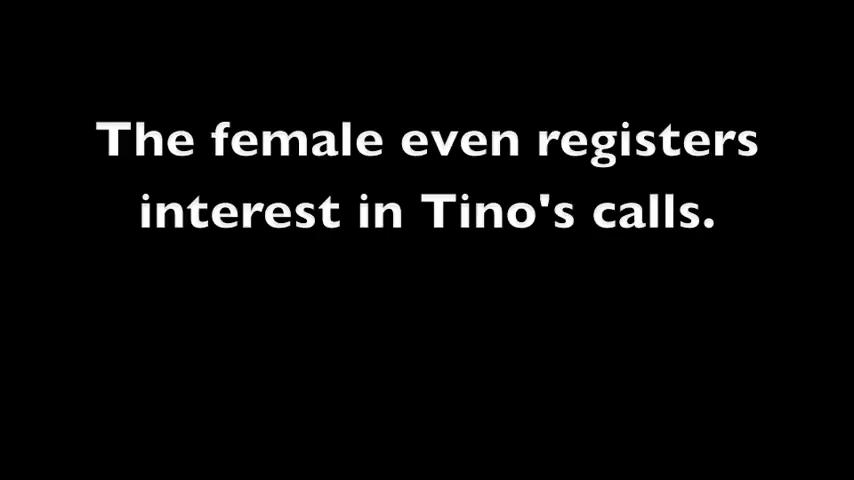 The female even registers
interest in Tino's calls.